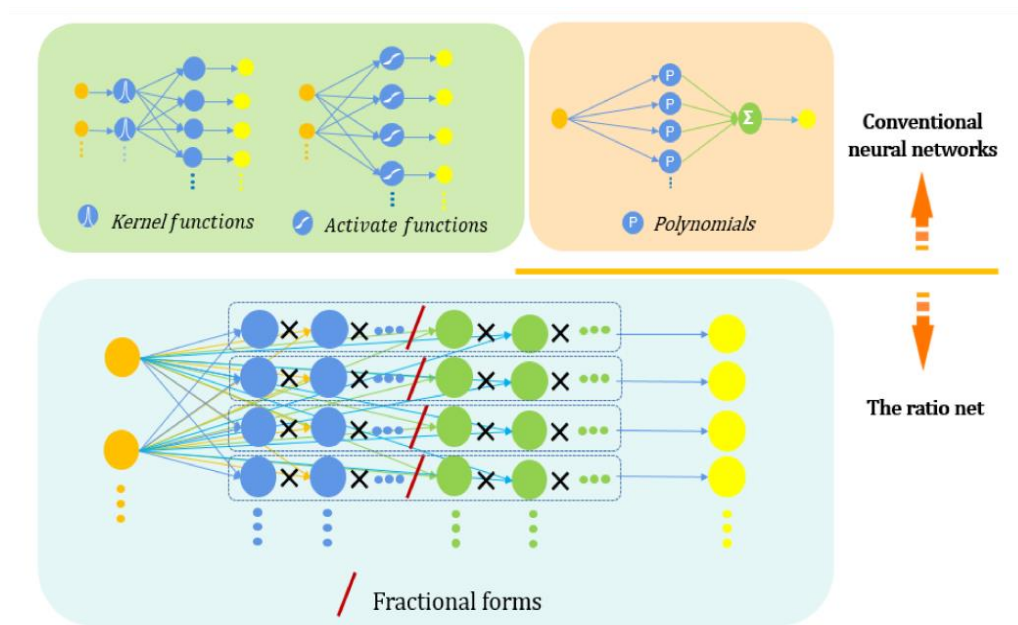 Kernel functions
Activate functions
P
P
P
P
Σ
P Polynomials
Conventional
neural networks
The ratio net
Fractional forms